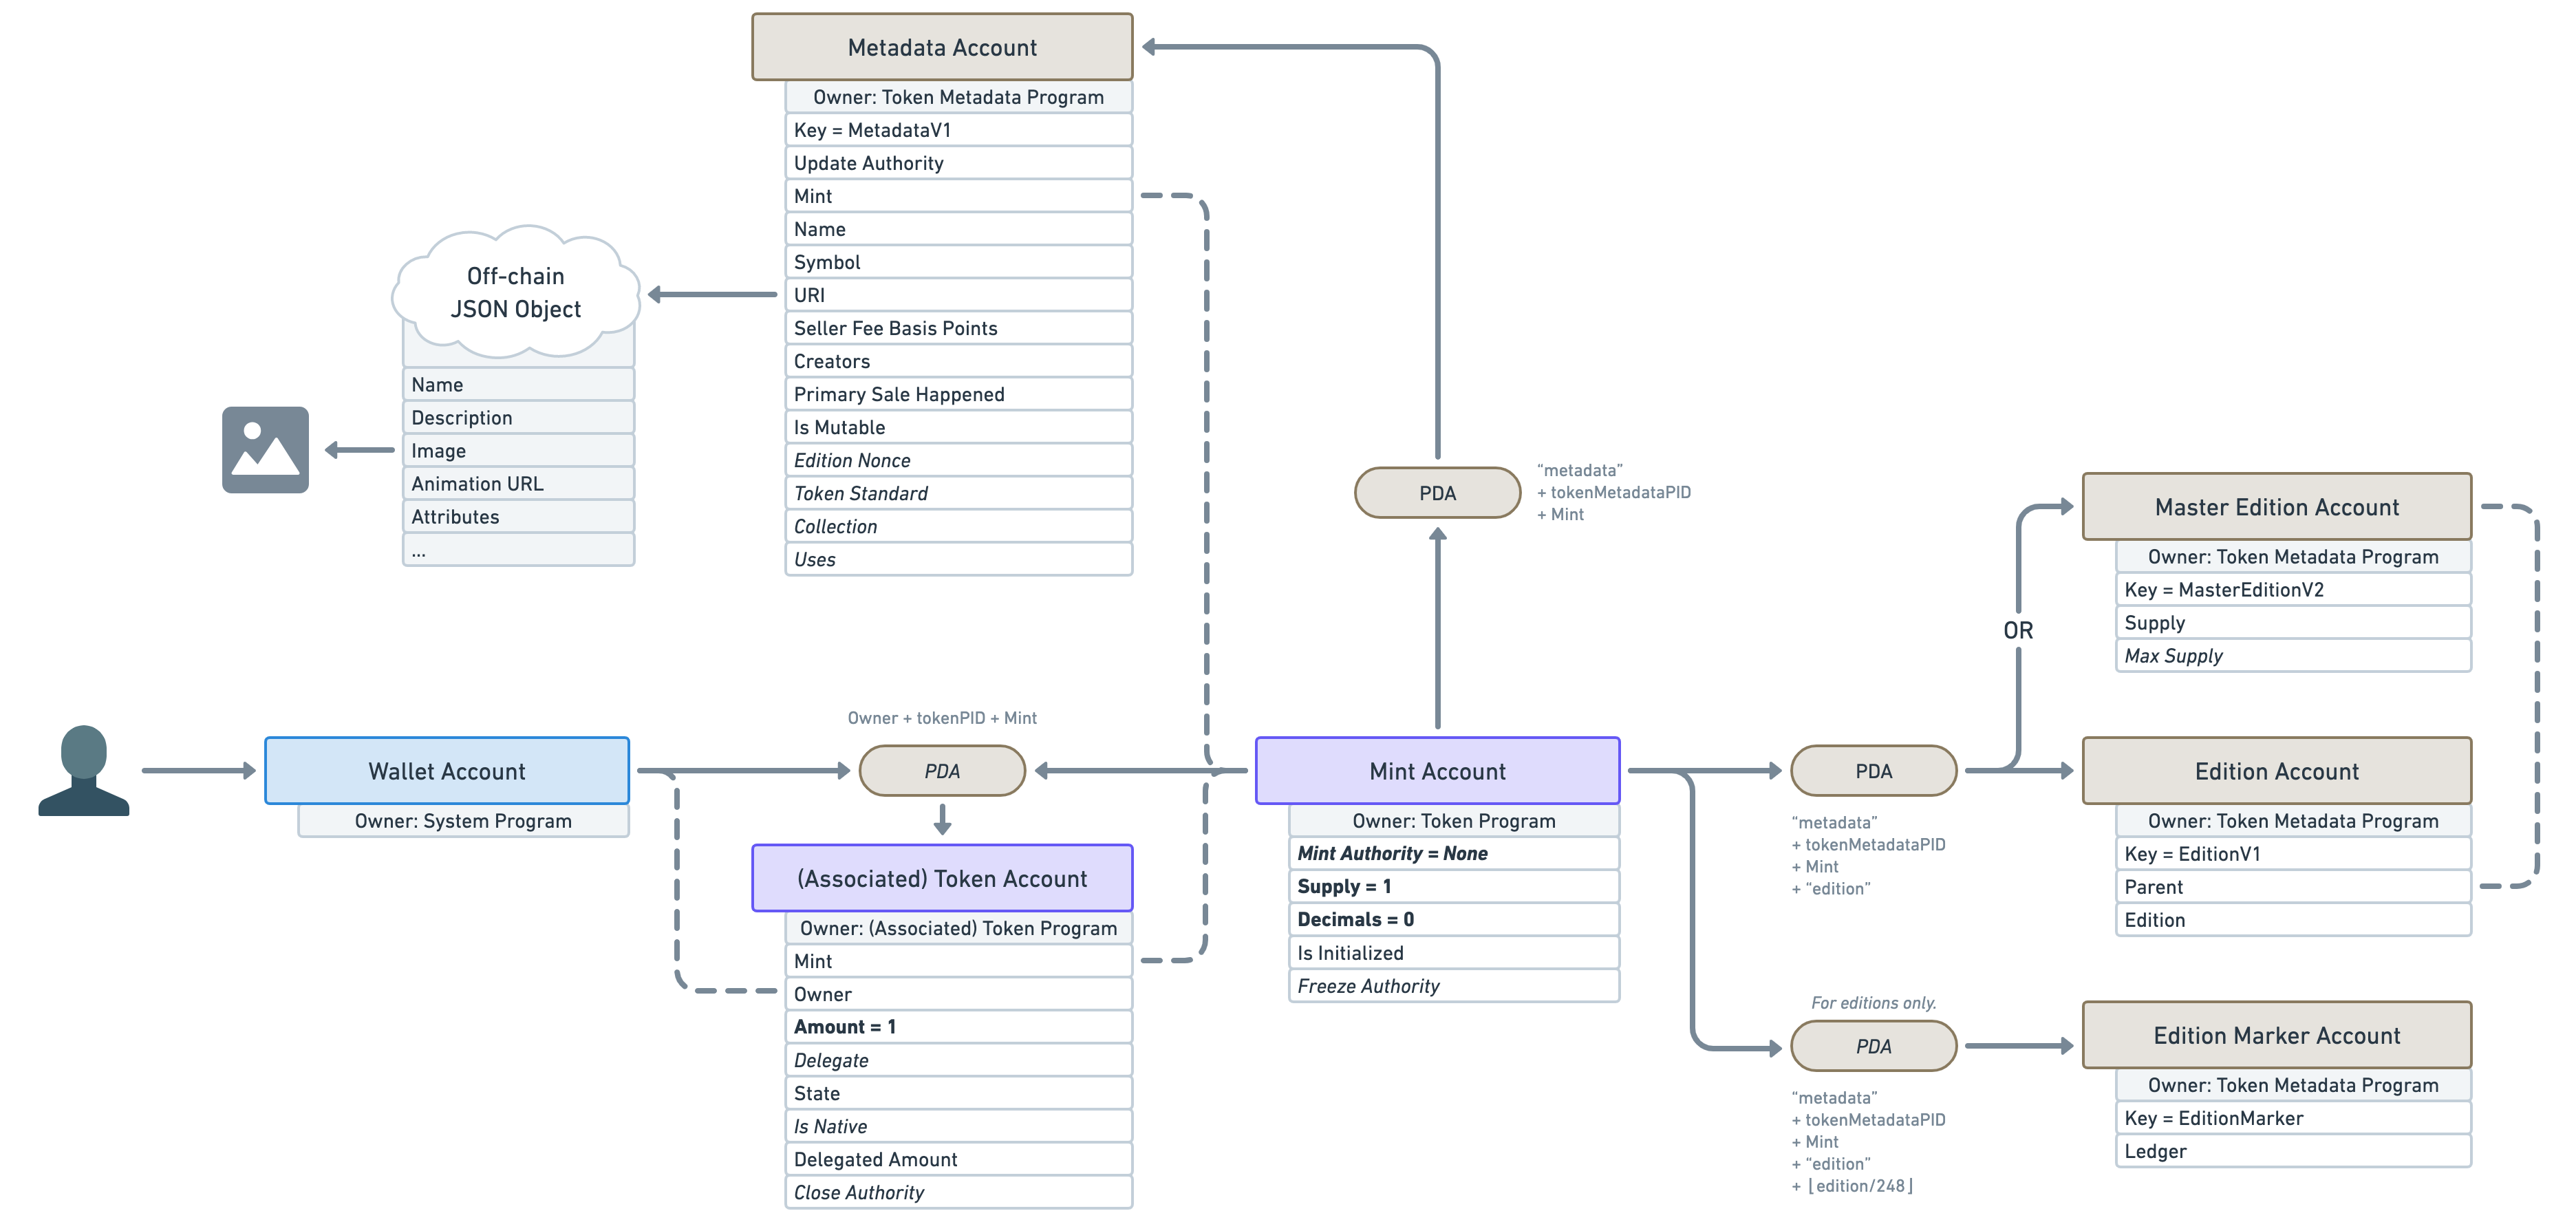 Metadata Account
Owner: Token Metadata Program
Key = MetadataV1
Update Authority
Mint
Name
Symbol
URI
Seller Fee Basis Points
Creators
Primary Sale Happened
Is Mutable
Edition Nonce
Token Standard
Collection
Uses
Off-chain
JSON Object
Name
Description
Image
Animation URL
Attributes
...
PDA
“metadata”
+ tokenMetadataPID
+ Mint
Wallet Account
Owner: System Program
Owner + tokenPID + Mint
PDA
(Associated) Token Account
Owner: (Associated) Token Program
Mint
Owner
Amount = 1
Delegate
State
Is Native
Delegated Amount
Close Authority
Mint Account
Owner: Token Program
Mint Authority = None
Supply = 1
Decimals = 0
Is Initialized
Freeze Authority
PDA
“metadata”
+ tokenMetadataPID
+ Mint
+ “edition”
OR
Master Edition Account
Owner: Token Metadata Program
Key = MasterEditionV2
Supply
Max Supply
Edition Account
Owner: Token Metadata Program
Key = EditionV1
Parent
Edition
For editions only.
PDA
“metadata”
+ tokenMetadataPID
+ Mint
+ “edition”
+ ⌊edition/248⌋
Edition Marker Account
Owner: Token Metadata Program
Key = EditionMarker
Ledger